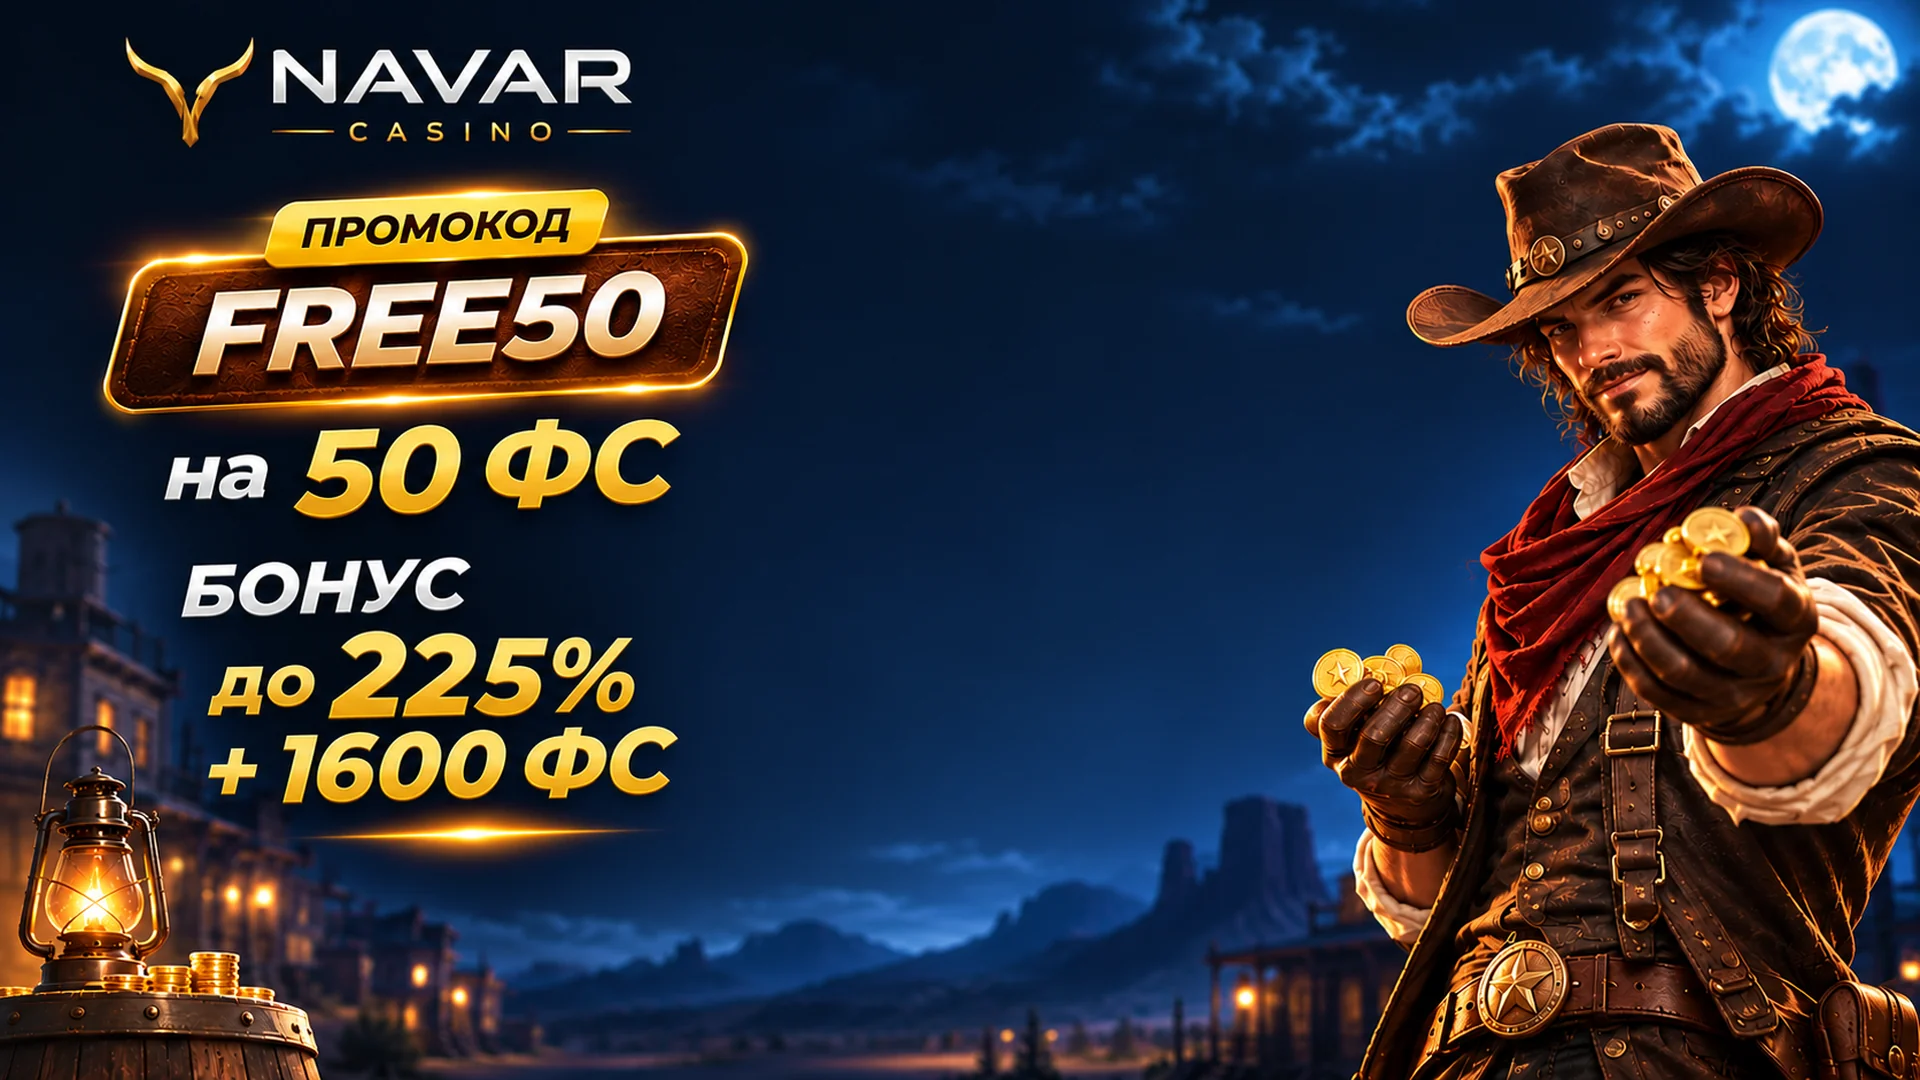 NAVAR
CASINO
ПРОМОКОД
FREE50
на 50 ФС
БОНУС
до 225%
+ 1600 ФС